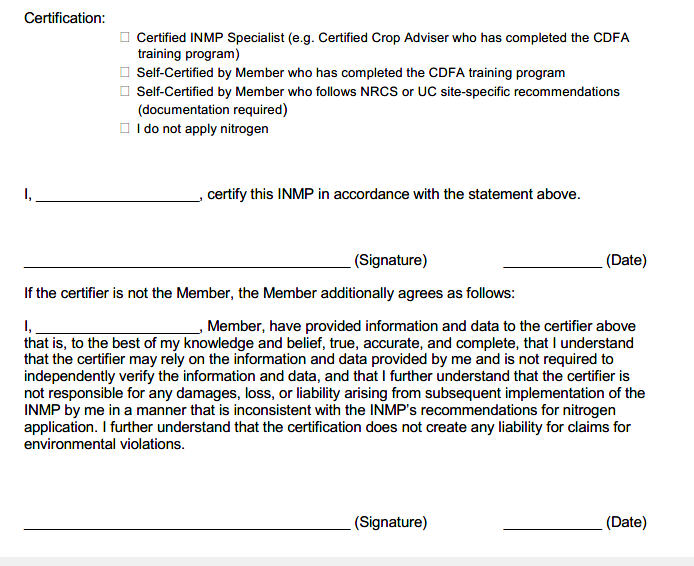 Certification:
☐ Certified INMP Specialist (e.g. Certified Crop Adviser who has completed the CDFA
training program)
☐ Self-Certified by Member who has completed the CDFA training program
☐ Self-Certified by Member who follows NRCS or UC site-specific recommendations
(documentation required)
☐ I do not apply nitrogen
I, ______________________, certify this INMP in accordance with the statement above.
____________________________________________ (Signature) _____________ (Date)
If the certifier is not the Member, the Member additionally agrees as follows:
I, ______________________, Member, have provided information and data to the certifier above
that is, to the best of my knowledge and belief, true, accurate, and complete, that I understand
that the certifier may rely on the information and data provided by me and is not required to
independently verify the information and data, and that I further understand that the certifier is
not responsible for any damages, loss, or liability arising from subsequent implementation of the
INMP by me in a manner that is inconsistent with the INMP's recommendations for nitrogen
application. I further understand that the certification does not create any liability for claims for
environmental violations.
____________________________________________ (Signature) _____________ (Date)